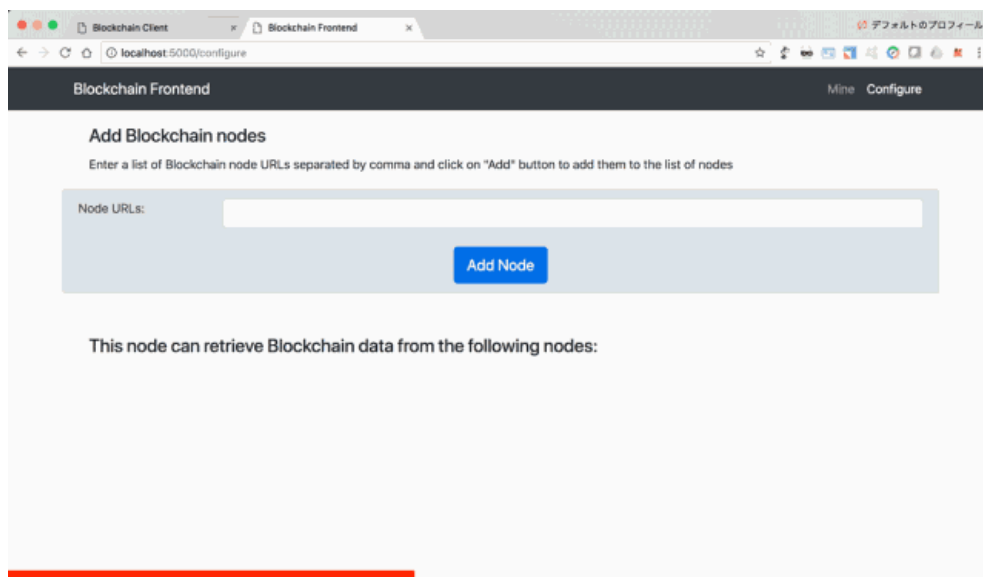 Blockchain Client
Blockchain Frontend
デフォルトのプロフィール
localhost:5000/configure
Blockchain Frontend
Mine
Configure
Add Blockchain nodes
Enter a list of Blockchain node URLs separated by comma and click on "Add" button to add them to the list of nodes
Node URLs:
Add Node
This node can retrieve Blockchain data from the following nodes: